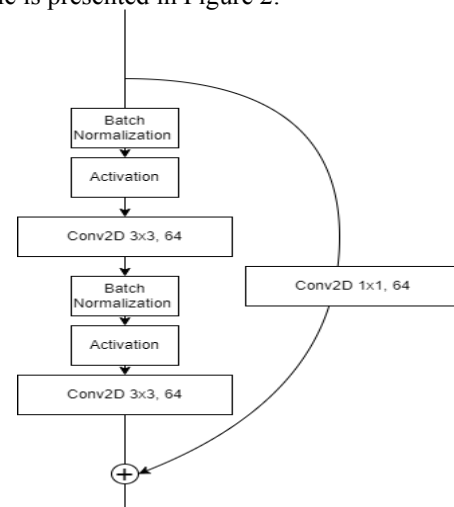 is presented in Figure 2.
Batch
Normalization
Activation
Conv2D 3x3, 64
Batch
Normalization
Conv2D 1x1, 64
Activation
Conv2D 3x3, 64
+